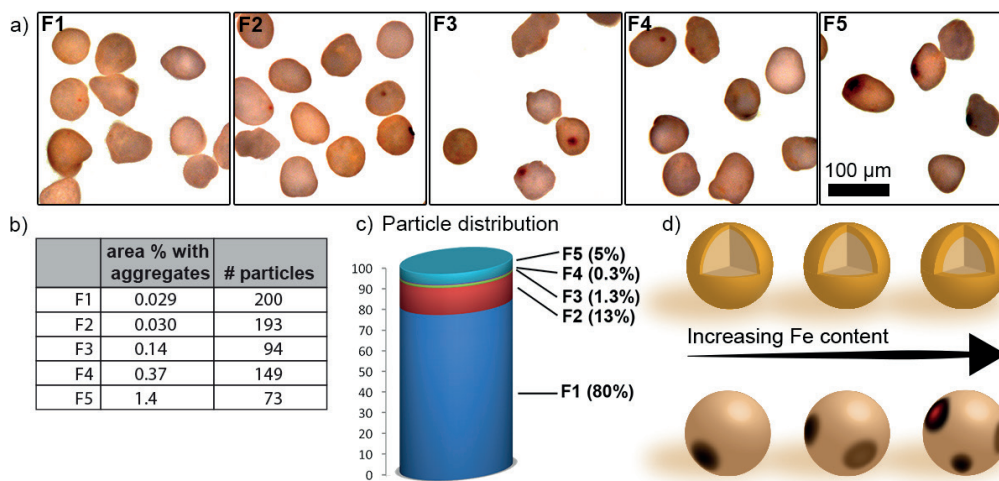 a) F1 F2 F3 F4 F5
100 µm
b)
area % with aggregates # particles
F1 0.029 200
F2 0.030 193
F3 0.14 94
F4 0.37 149
F5 1.4 73
c) Particle distribution
100
90
80
70
60
50
40
30
20
10
0
F5 (5%)
F4 (0.3%)
F3 (1.3%)
F2 (13%)
F1 (80%)
d)
Increasing Fe content